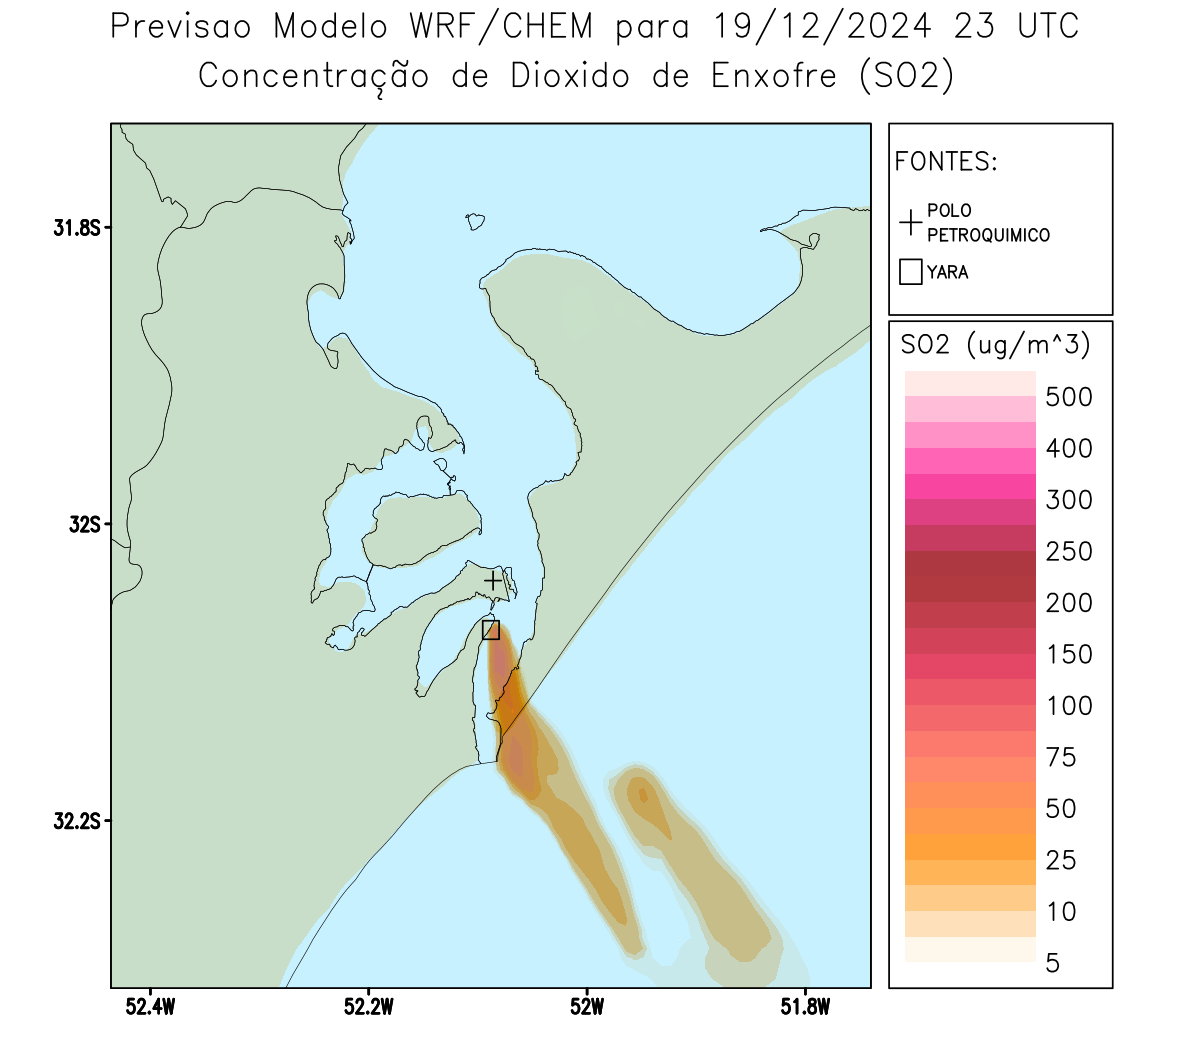 Previsao Modelo WRF/CHEM para 19/12/2024 23 UTC
Concentração de Dioxido de Enxofre (SO2)
FONTES:
POLO
PETROQUIMICO
YARA
SO2 (ug/m^3)
500
400
300
250
200
150
100
75
50
25
10
5
31.8S
32S
32.2S
52.4W
52.2W
52W
51.8W